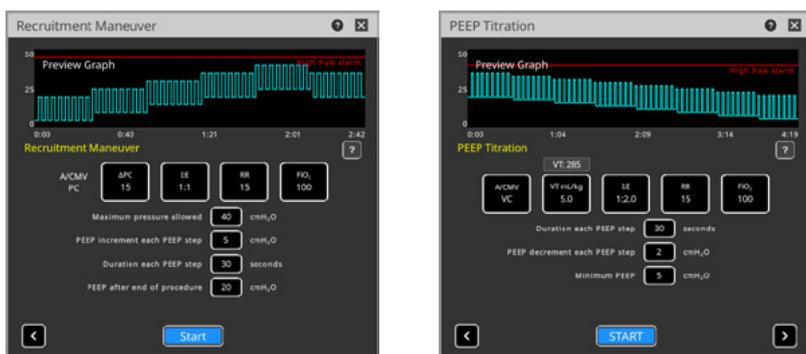 Recruitment Maneuver
?
50
Preview Graph
High Paw alarm
25
0
0:00 0:40 1:21 2:01 2:42
Recruitment Maneuver
?
A/CMV
PC
ΔPC
15
I:E
1:1
RR
15
FiO₂
100
Maximum pressure allowed 40 cmH₂O
PEEP increment each PEEP step 5 cmH₂O
Duration each PEEP step 30 seconds
PEEP after end of procedure 20 cmH₂O
<
Start
PEEP Titration
?
50
Preview Graph
High Paw alarm
25
0
0:00 1:04 2:09 3:14 4:19
PEEP Titration
?
VT: 285
A/CMV
VC
VT mL/kg
5.0
I:E
1:2.0
RR
15
FiO₂
100
Duration each PEEP step 30 seconds
PEEP decrement each PEEP step 2 cmH₂O
Minimum PEEP 5 cmH₂O
<
START
>